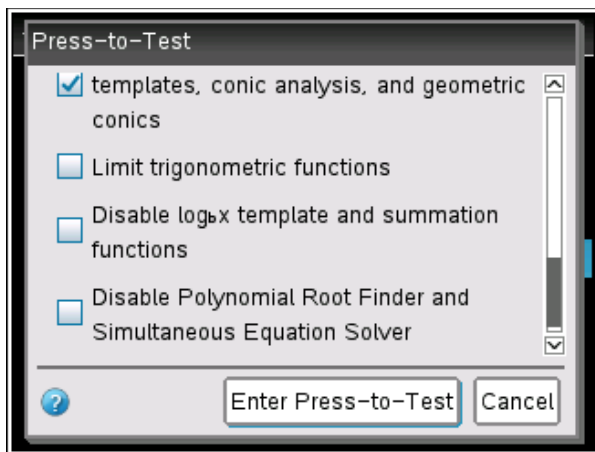 Press-to-Test
templates, conic analysis, and geometric
conics
Limit trigonometric functions
Disable logьx template and summation
functions
Disable Polynomial Root Finder and
Simultaneous Equation Solver
? Enter Press-to-Test Cancel